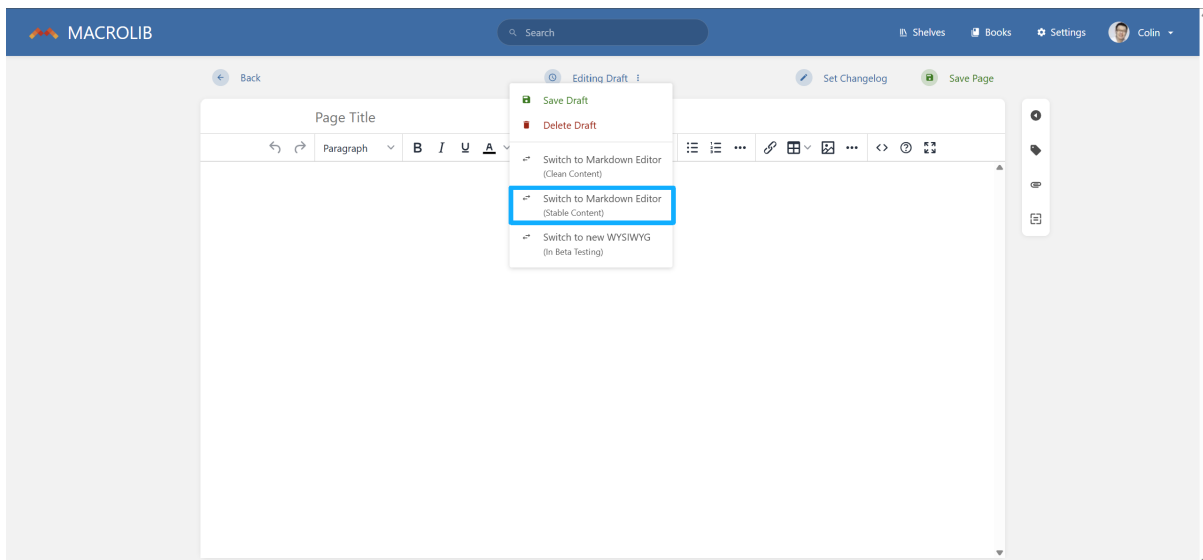 MACROLIB
Search
Shelves
Books
Settings
Colin
Back
Editing Draft
Set Changelog
Save Page
Save Draft
Delete Draft
Switch to Markdown Editor
(Clean Content)
Switch to Markdown Editor
(Stable Content)
Switch to new WYSIWYG
(In Beta Testing)
Page Title
Paragraph
B I U A